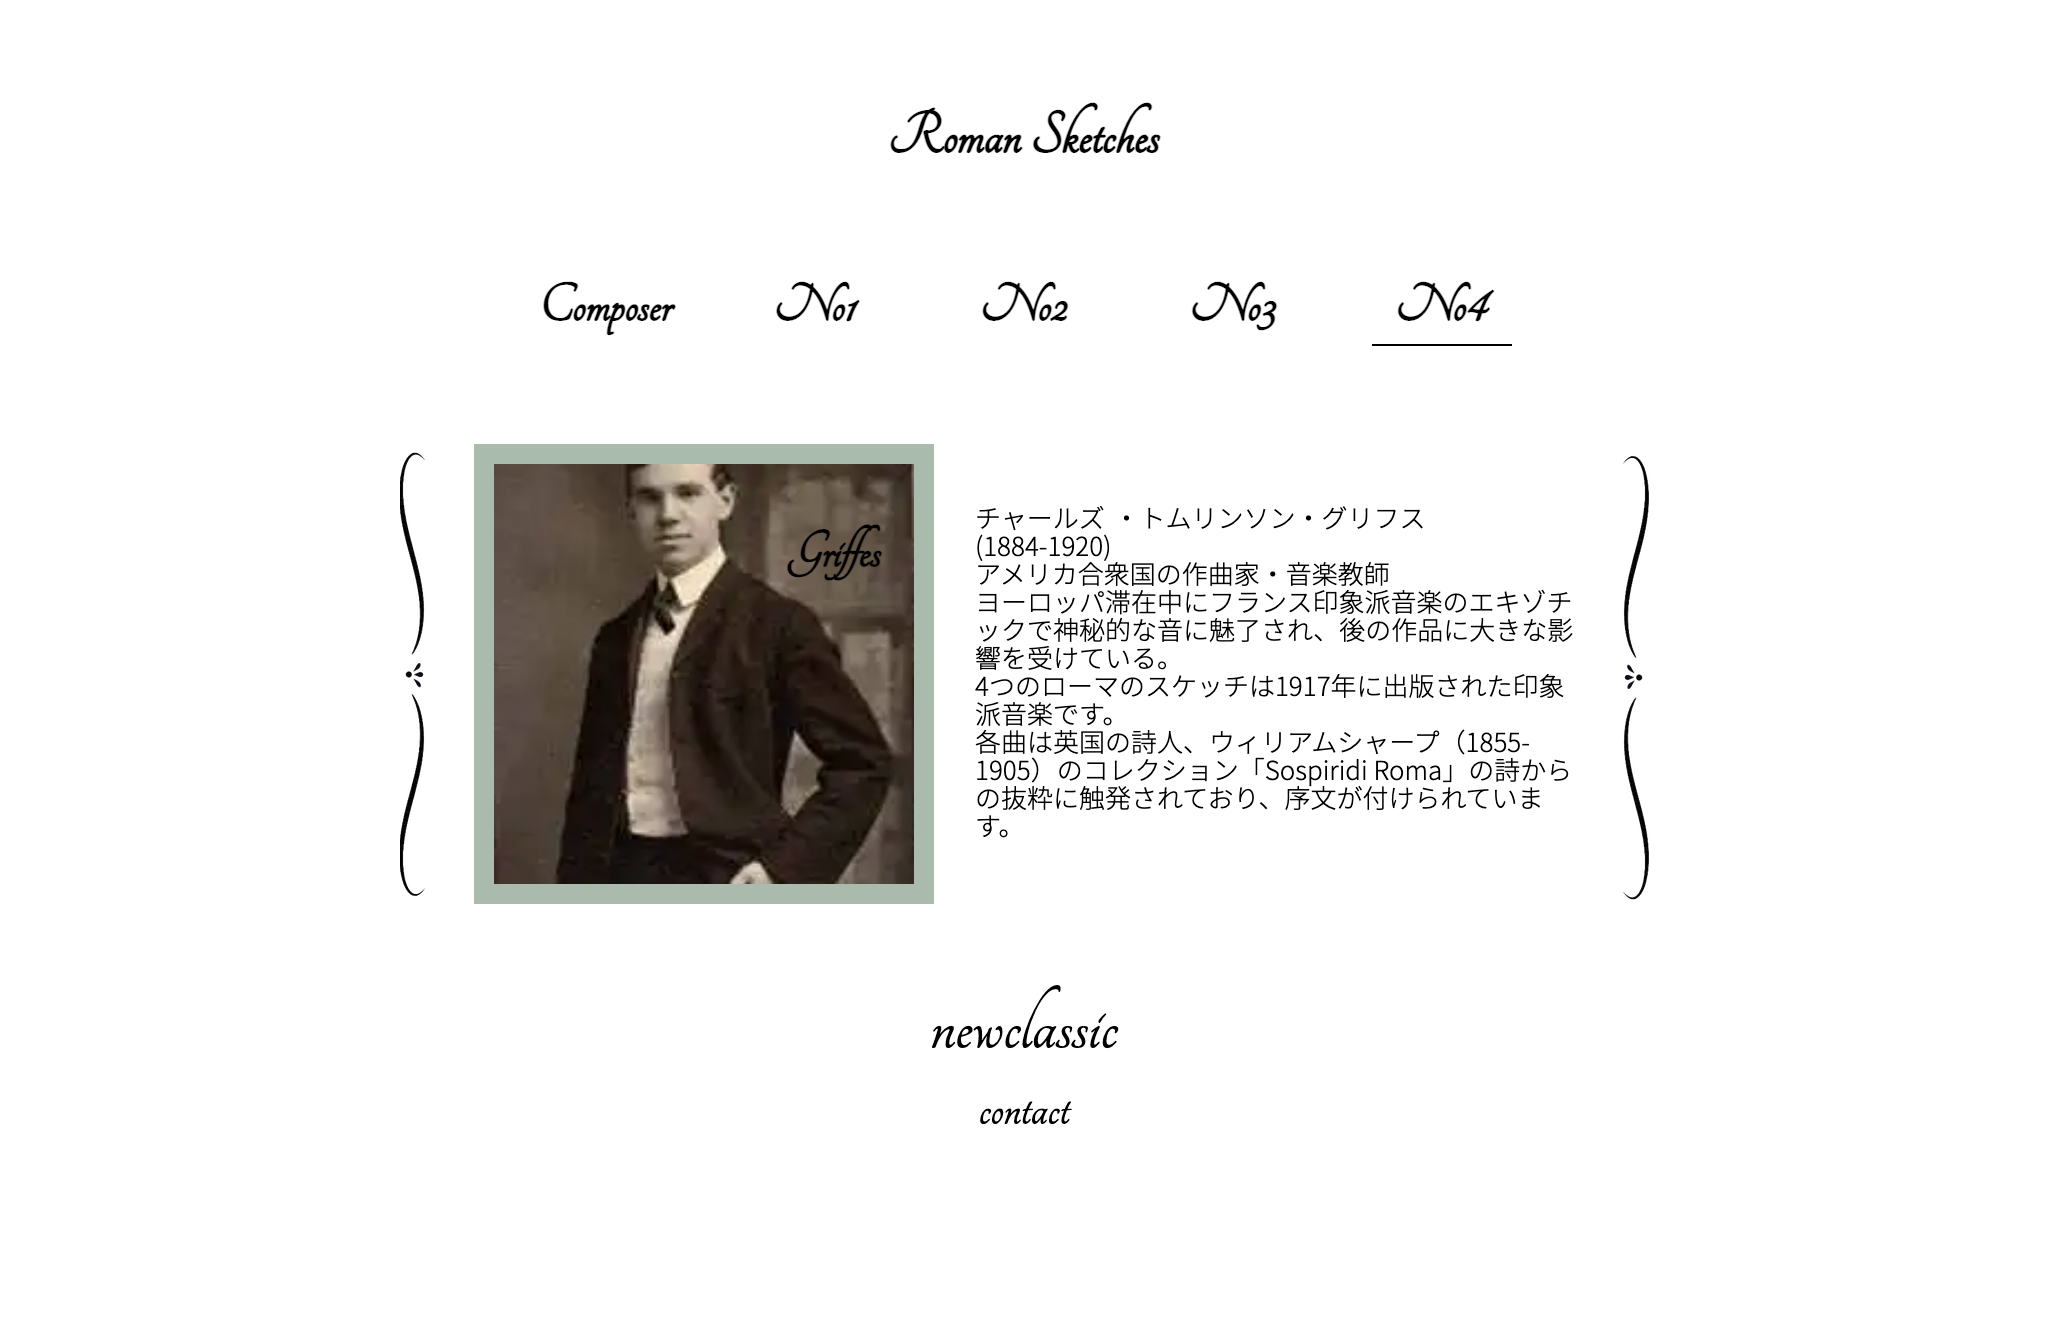 Roman Sketches
Composer No1 No2 No3 No4
Griffes
チャールズ ・トムリンソン・グリフス
(1884-1920)
アメリカ合衆国の作曲家・音楽教師
ヨーロッパ滞在中にフランス印象派音楽のエキゾチ
ックで神秘的な音に魅了され、後の作品に大きな影
響を受けている。
4つのローマのスケッチは1917年に出版された印象
派音楽です。
各曲は英国の詩人、ウィリアムシャープ（1855-
1905）のコレクション「Sospiridi Roma」の詩から
の抜粋に触発されており、序文が付けられていま
す。
newclassic
contact